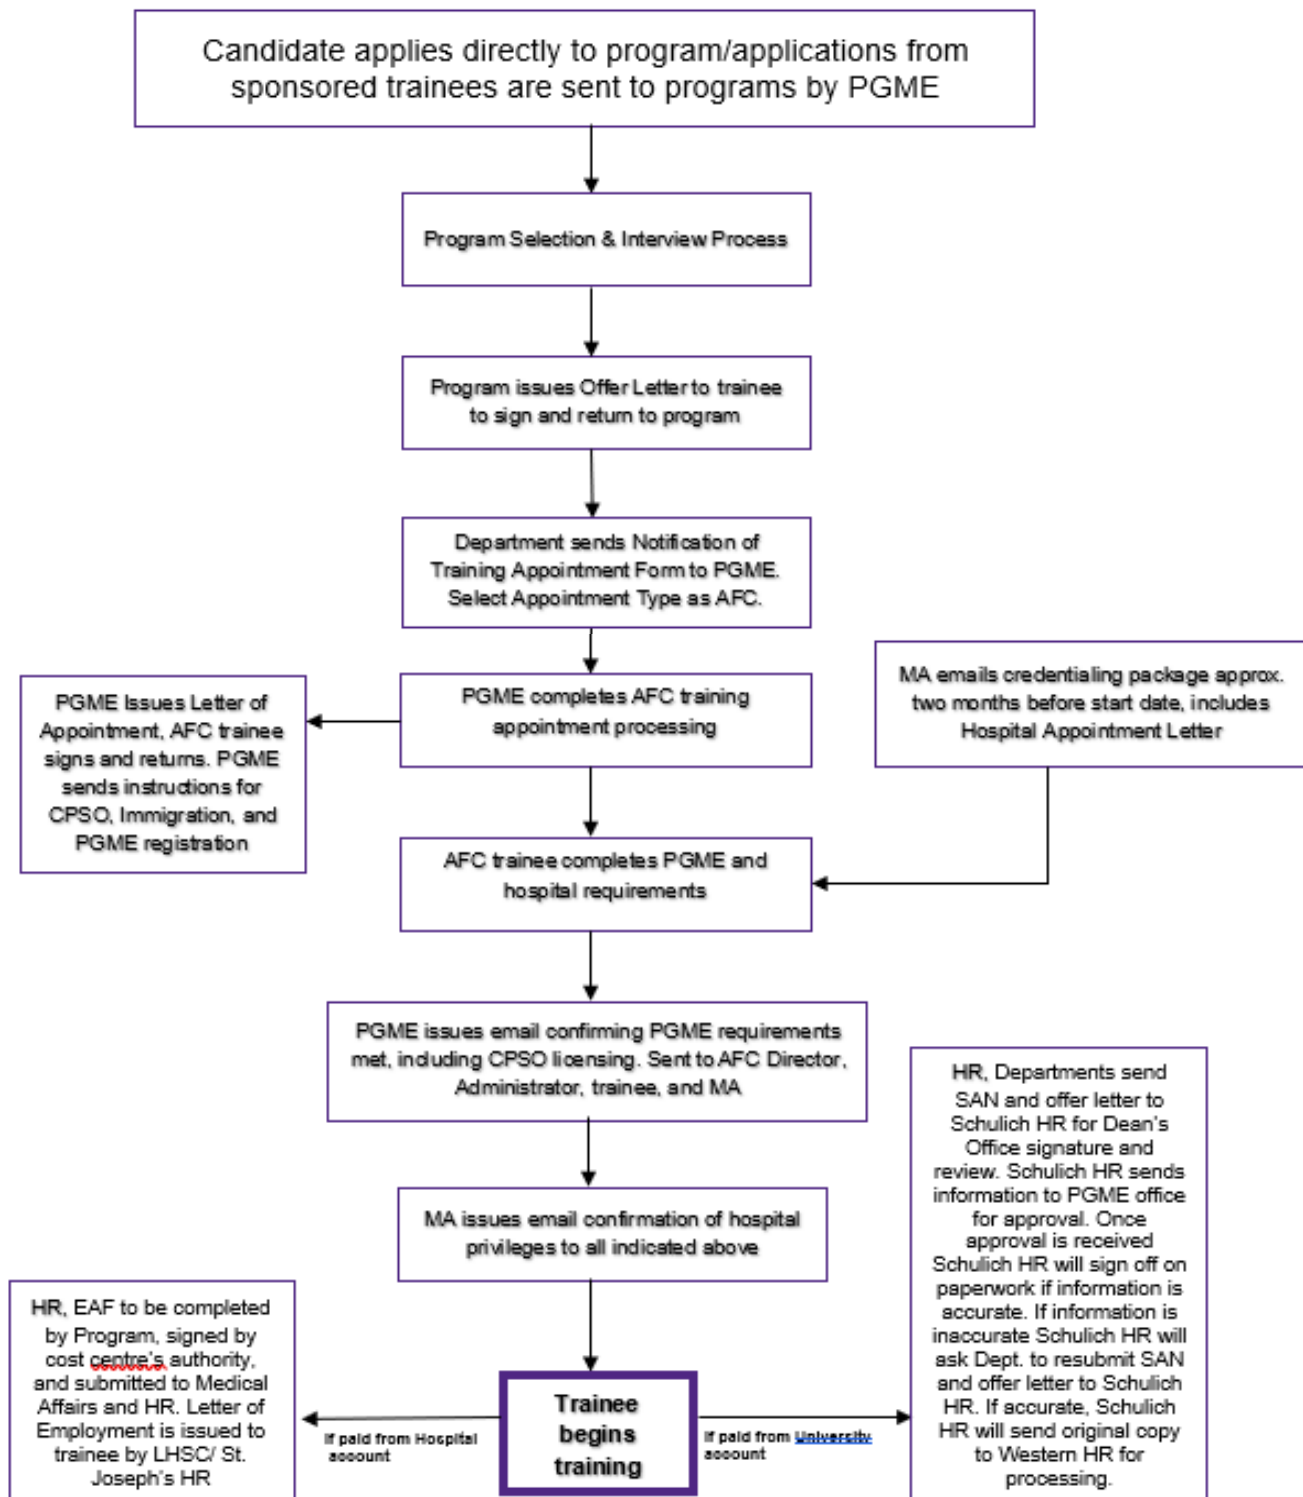 Candidate applies directly to program/applications from
sponsored trainees are sent to programs by PGME
Program Selection & Interview Process
Program issues Offer Letter to trainee
to sign and return to program
Department sends Notification of
Training Appointment Form to PGME.
Select Appointment Type as AFC.
PGME completes AFC training
appointment processing
PGME Issues Letter of
Appointment, AFC trainee
signs and returns. PGME
sends instructions for
CPSO, Immigration, and
PGME registration
MA emails credentialing package approx.
two months before start date, includes
Hospital Appointment Letter
AFC trainee completes PGME and
hospital requirements
PGME issues email confirming PGME requirements
met, including CPSO licensing. Sent to AFC Director,
Administrator, trainee, and MA
MA issues email confirmation of hospital
privileges to all indicated above
HR, EAF to be completed
by Program, signed by
cost centre's authority,
and submitted to Medical
Affairs and HR. Letter of
Employment is issued to
trainee by LHSC/ St.
Joseph's HR
If paid from Hospital
account
Trainee
begins
training
If paid from University
account
HR, Departments send
SAN and offer letter to
Schulich HR for Dean's
Office signature and
review. Schulich HR sends
information to PGME office
for approval. Once
approval is received
Schulich HR will sign off on
paperwork if information is
accurate. If information is
inaccurate Schulich HR will
ask Dept. to resubmit SAN
and offer letter to Schulich
HR. If accurate, Schulich
HR will send original copy
to Western HR for
processing.